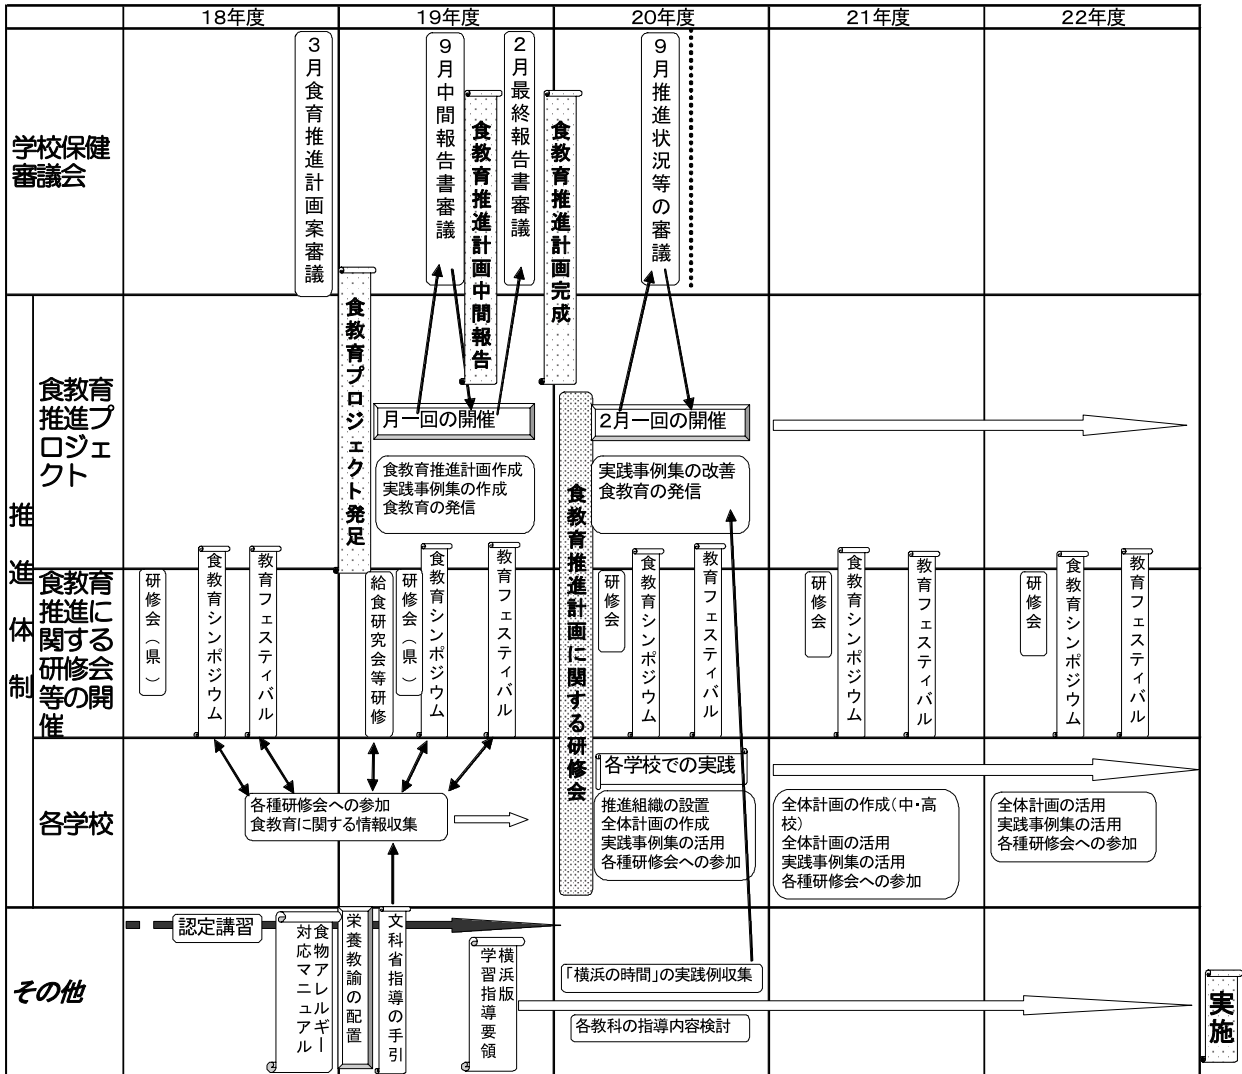 18年度
19年度
20年度
21年度
22年度
学校保健
審議会
3月食育推進計画案審議
9月中間報告書審議
食教育推進計画中間報告
2月最終報告書審議
食教育推進計画完成
9月推進状況等の審議
推進体制
食教育
推進プ
ロジェ
クト
食教育プロジェクト発足
月一回の開催
食教育推進計画作成
実践事例集の作成
食教育の発信
食教育推進計画に関する研修会
2月一回の開催
実践事例集の改善
食教育の発信
食教育
推進に
関する
研修会
等の開
催
研修会(県)
食教育シンポジウム
教育フェスティバル
給食研究会等研修
研修会(県)
食教育シンポジウム
教育フェスティバル
研修会
食教育シンポジウム
教育フェスティバル
研修会
食教育シンポジウム
教育フェスティバル
研修会
食教育シンポジウム
教育フェスティバル
各学校
各種研修会への参加
食教育に関する情報収集
各学校での実践
推進組織の設置
全体計画の作成
実践事例集の活用
各種研修会への参加
全体計画の作成(中・高
校)
全体計画の活用
実践事例集の活用
各種研修会への参加
全体計画の活用
実践事例集の活用
各種研修会への参加
その他
認定講習
食物アレルギー
対応マニュアル
栄養教諭の配置
文科省指導の手引
横浜版
学習指導要領
「横浜の時間」の実践例収集
各教科の指導内容検討
実施